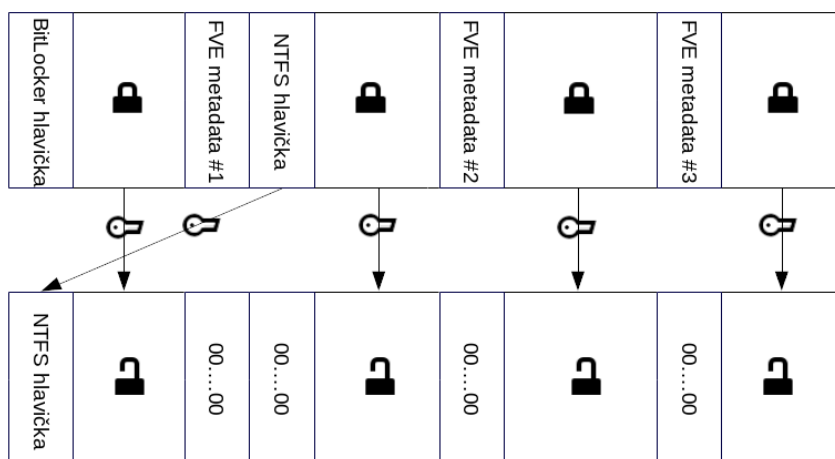 BitLocker hlavička
FVE metadata #1
NTFS hlavička
FVE metadata #2
FVE metadata #3
NTFS hlavička
00....00
00....00
00....00
00....00